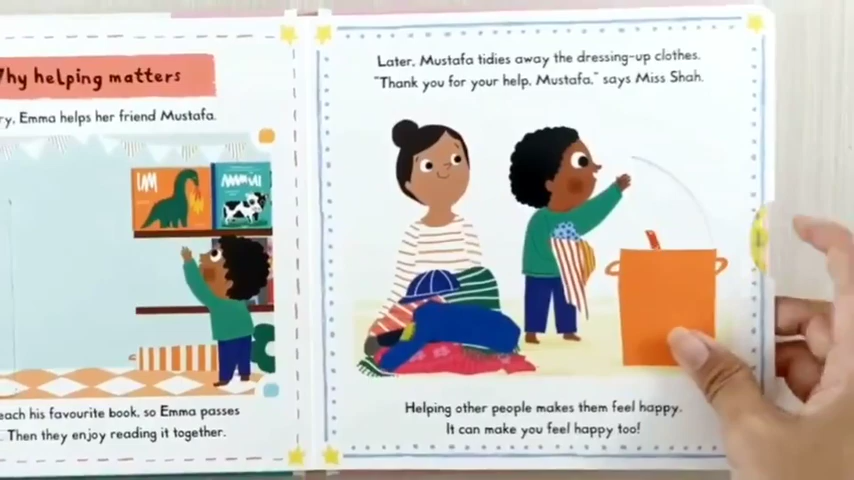 hy helping matters
ry, Emma helps her friend Mustafa.
each his favourite book, so Emma passes
Then they enjoy reading it together.
Later, Mustafa tidies away the dressing-up clothes.
"Thank you for your help, Mustafa," says Miss Shah.
Helping other people makes them feel happy.
It can make you feel happy too!